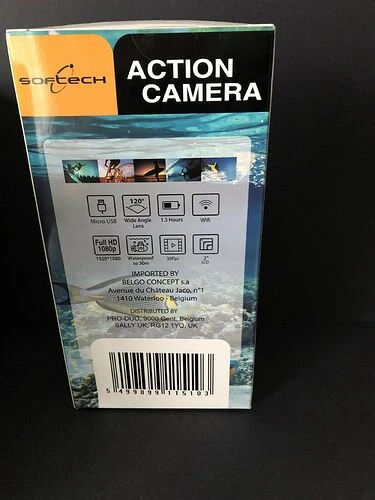 SOFTECH
ACTION
CAMERA
120°
Micro USB
Wide Angle
Lens
1.5 Hours
Wifi
Full HD
1080p
1920*1080
Waterproof
to 30m
30Fps
2"
LCD
IMPORTED BY
BELGO CONCEPT s.a
Avenue du Château Jaco, n°1
1410 Waterloo - Belgium
DISTRIBUTED BY
PRO-DUO, 9000 Gent, Belgium
SALLY UK, RG12 1YQ, UK
5 499899 115103